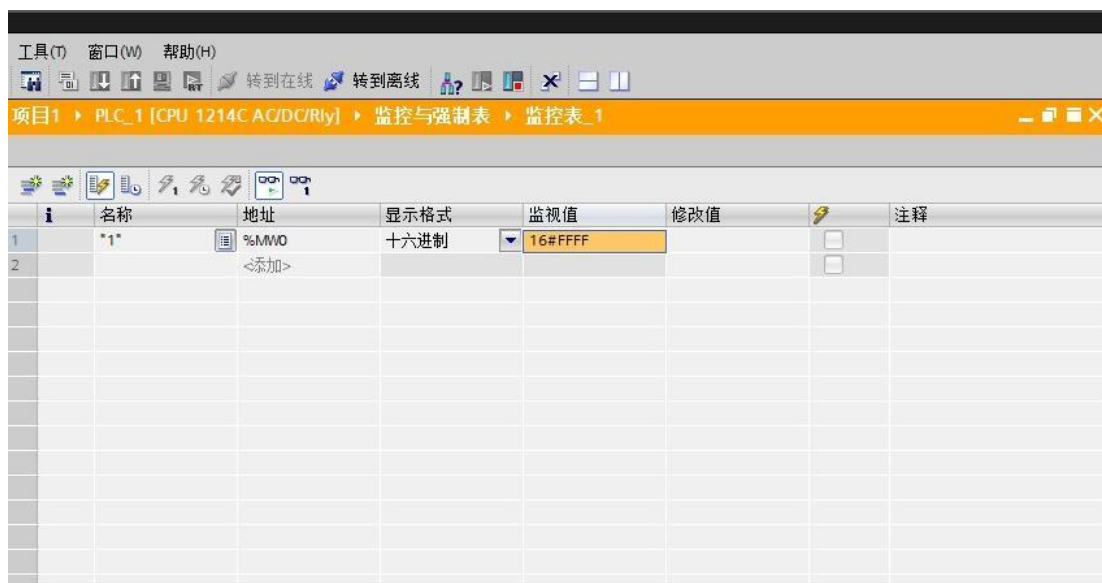 工具(T) 窗口(W) 帮助(H)
转到在线 转到离线
项目1 ▸ PLC_1 [CPU 1214C AC/DC/Rly] ▸ 监控与强制表 ▸ 监控表_1
i 名称 地址 显示格式 监视值 修改值 注释
1 "1" %MW0 十六进制 16#FFFF
2 <添加>